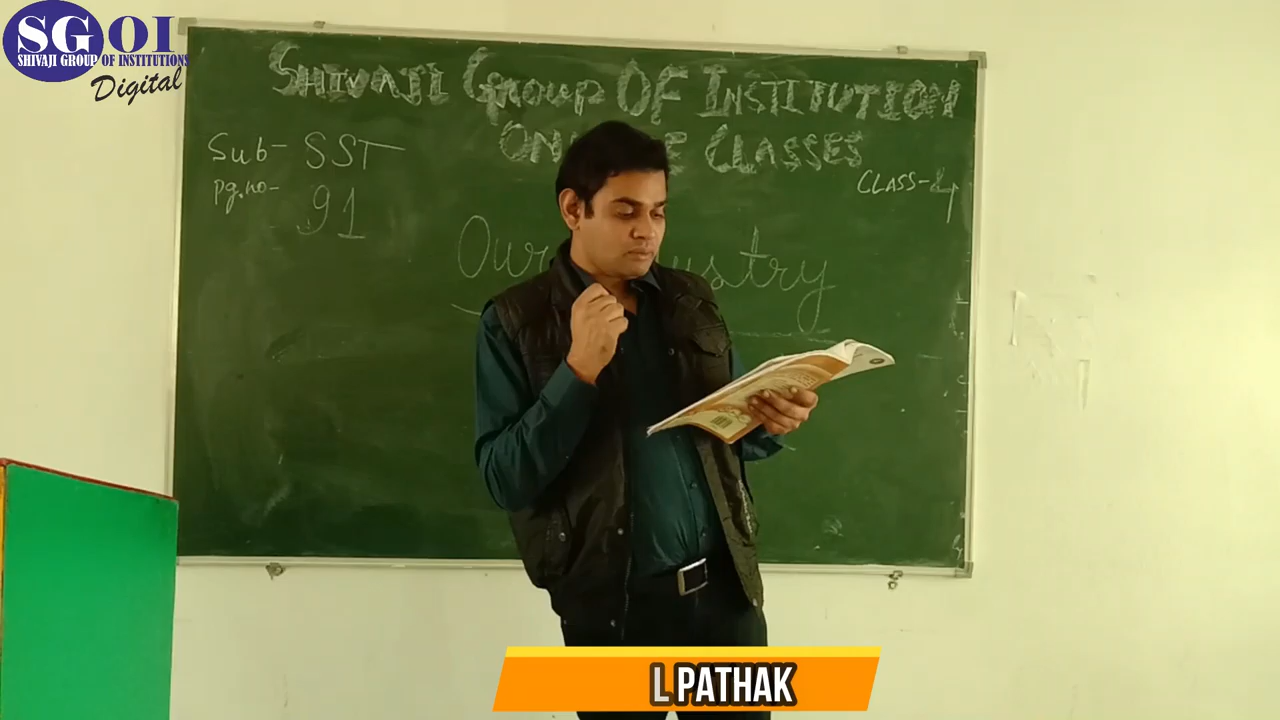 SGOI
SHIVAJI GROUP OF INSTITUTIONS
Digital
SHIVAJI GROUP OF INSTITUTION
CLASSES
Sub- SST
CLASS-4
pg.no- 91
Our
L PATHAK